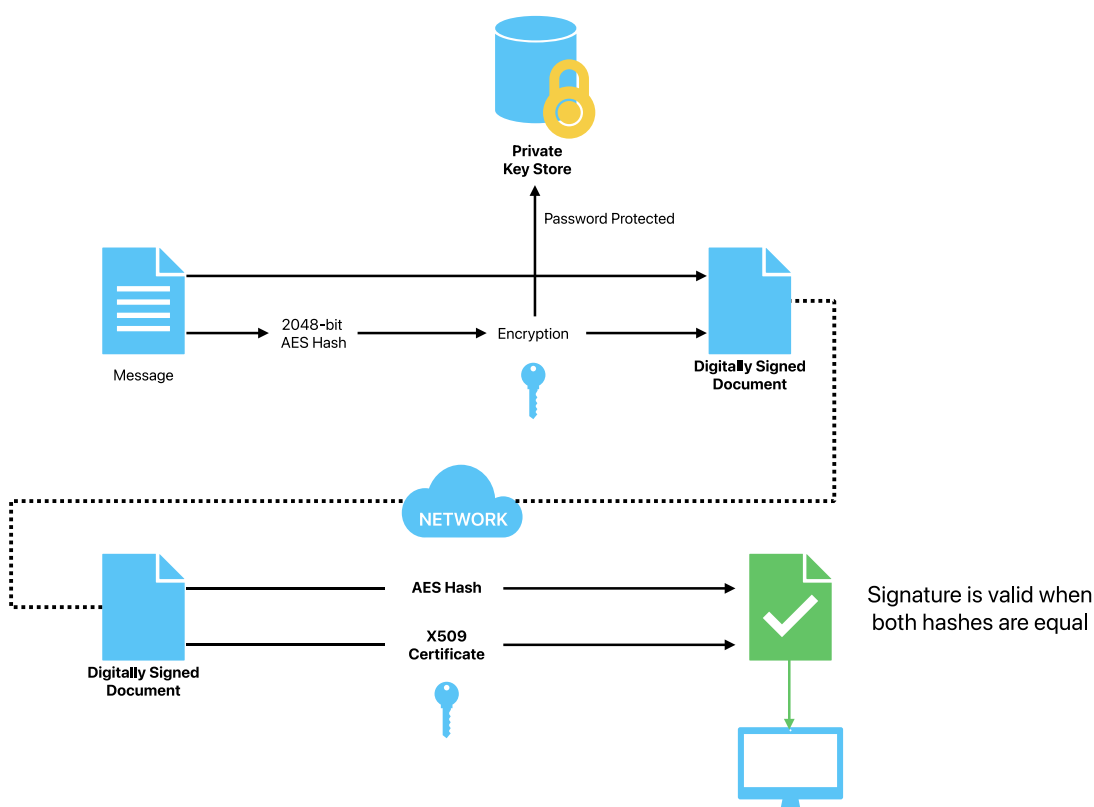 Private
Key Store
Password Protected
2048-bit
AES Hash
Encryption
Message
Digitally Signed
Document
NETWORK
AES Hash
X509
Certificate
Digitally Signed
Document
Signature is valid when
both hashes are equal